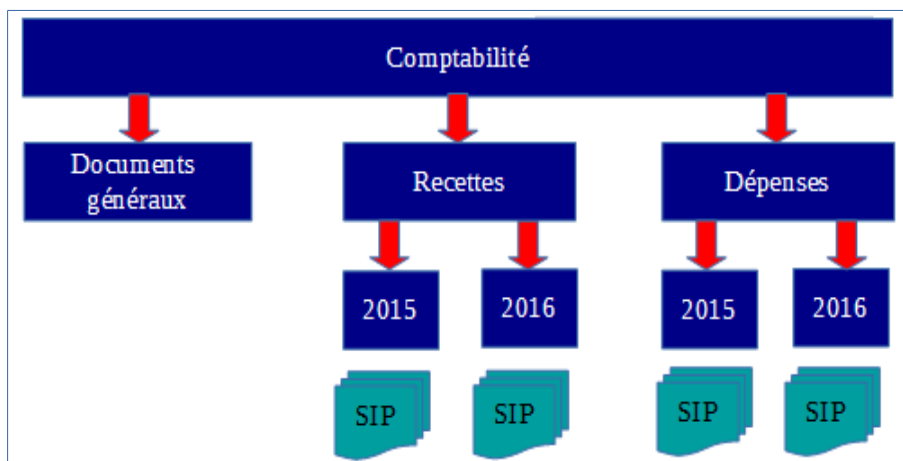 Comptabilité
Documents
généraux
Recettes
Dépenses
2015
2016
2015
2016
SIP
SIP
SIP
SIP